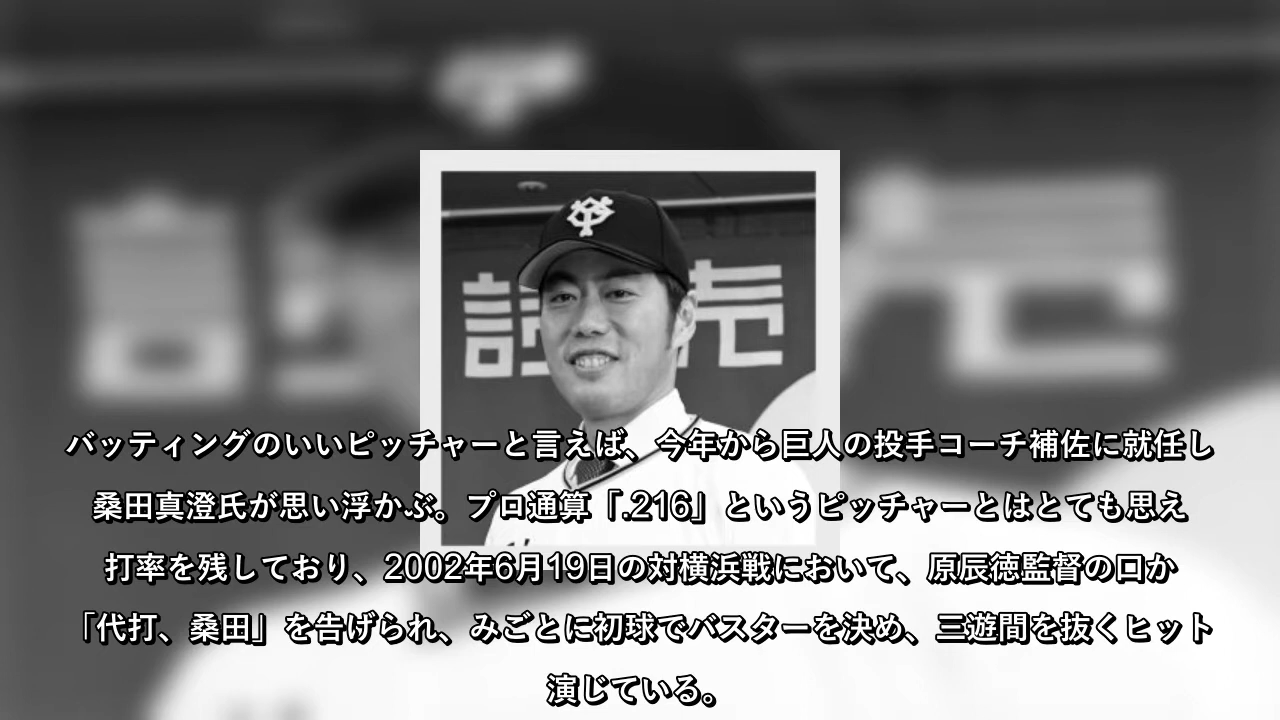 読売
バッティングのいいピッチャーと言えば、今年から巨人の投手コーチ補佐に就任し
桑田真澄氏が思い浮かぶ。プロ通算「.216」というピッチャーとはとても思え
打率を残しており、2002年6月19日の対横浜戦において、原辰徳監督の口か
「代打、桑田」を告げられ、みごとに初球でバスターを決め、三遊間を抜くヒット
演じている。